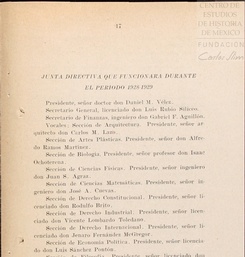 42
CENTRO DE
ESTUDIOS
DE HISTORIA
DE MEXICO
FUNDACIÓN
Carlos Slim
JUNTA DIRECTIVA QUE FUNCIONARA DURANTE
EL PERIODO 1928-1929
Presidente, señor doctor don Daniel M. Vélez.
Secretario General, licenciado don Luis Rubio Siliceo.
Secretario de Finanzas, ingeniero don Gabriel F. Aguillón.
Vocales: Sección de Arquitectura. Presidente, señor ar-
quitecto don Carlos M. Lazo.
Sección de Artes Plásticas. Presidente, señor don Alfre-
do Ramos Martínez.
Sección de Biología. Presidente, señor profesor don Isaac
Ochoterena.
Sección de Ciencias Físicas. Presidente, señor ingeniero
don Juan S. Agraz.
Sección de Ciencias Matemáticas. Presidente, señor in-
geniero don José A. Cuevas.
Sección de Derecho Constitucional. Presidente, señor li-
cenciado don Rodolfo Brito.
Sección de Derecho Industrial. Presidente, señor licen-
ciado don Vicente Lombardo Toledano.
Sección de Derecho Internacional. Presidente, señor li-
cenciado don Jenaro Fernández McGregor.
Sección de Economía Política. Presidente, señor licencia-
do don Luis Sánchez Pontón.